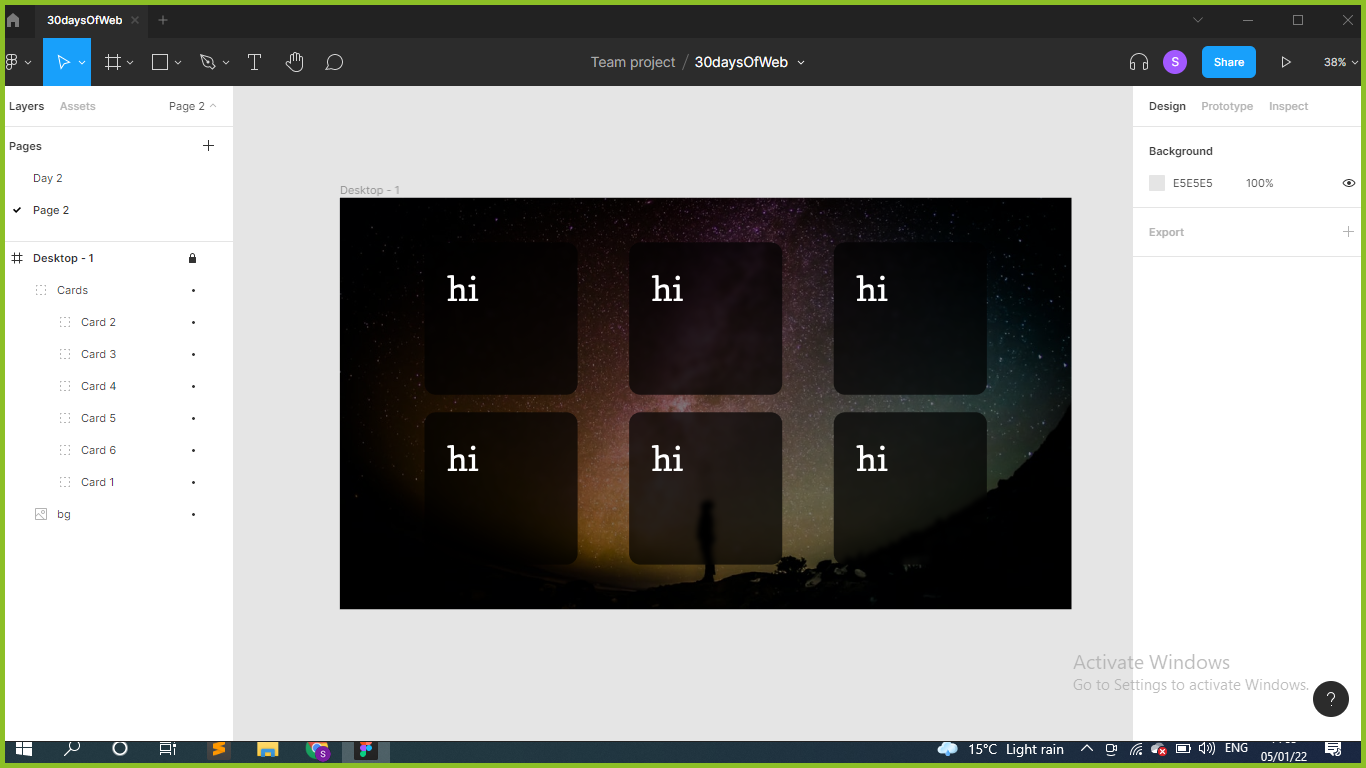 30daysOfWeb
Team project / 30daysOfWeb
S
Share
38%
Layers
Assets
Page 2
Pages
Day 2
Page 2
Desktop - 1
Cards
Card 2
Card 3
Card 4
Card 5
Card 6
Card 1
bg
Desktop - 1
hi
hi
hi
hi
hi
hi
Design
Prototype
Inspect
Background
E5E5E5
100%
Export
Activate Windows
Go to Settings to activate Windows.
?
S
15°C Light rain
ENG
05/01/22